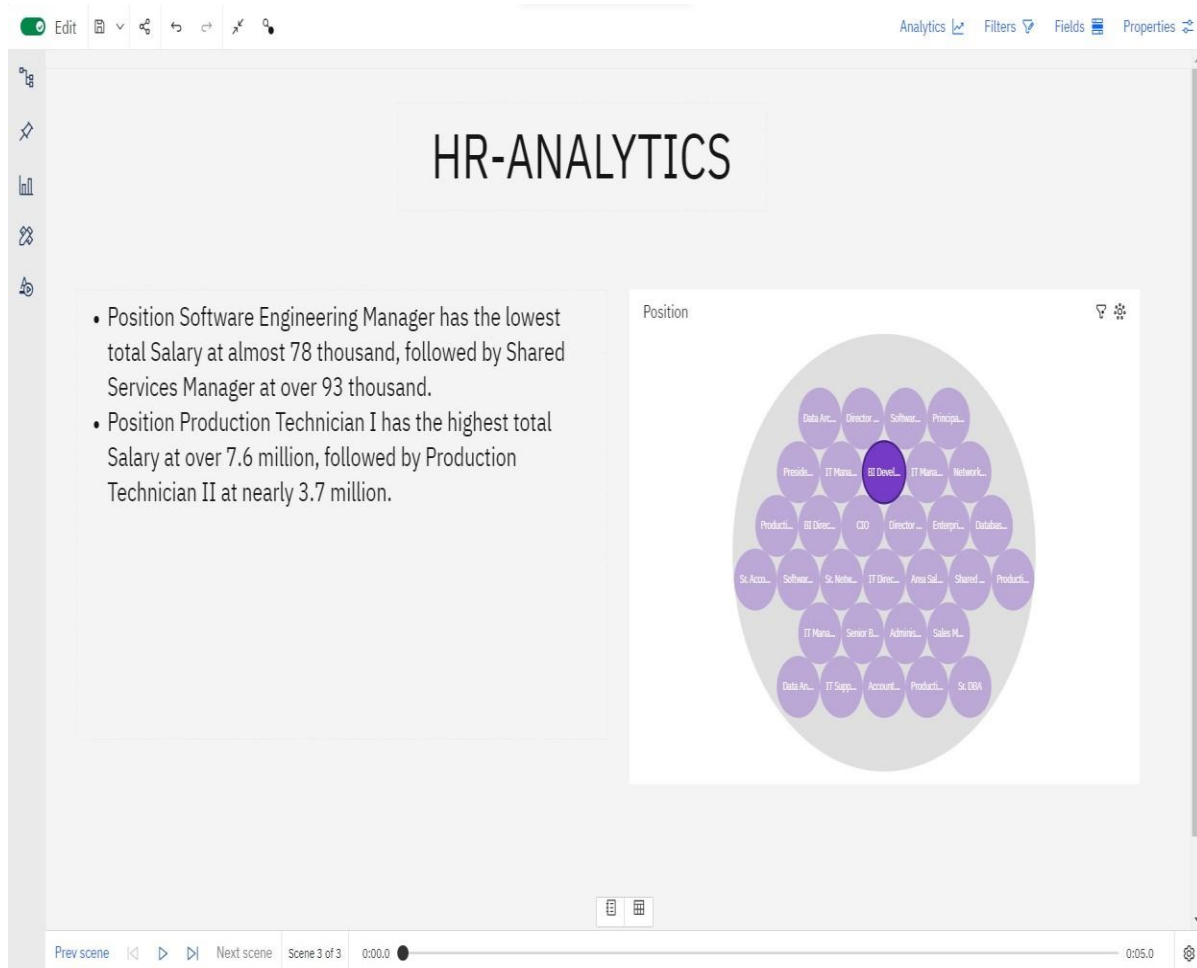 Edit
Analytics Filters Fields Properties
HR-ANALYTICS
• Position Software Engineering Manager has the lowest
total Salary at almost 78 thousand, followed by Shared
Services Manager at over 93 thousand.
• Position Production Technician I has the highest total
Salary at over 7.6 million, followed by Production
Technician II at nearly 3.7 million.
Position
Data Arc... Director ... Softwar... Principa...
Preside... IT Mana... BI Devel... IT Mana... Network...
Producti... BI Direc... CIO Director ... Enterpri... Databas...
Sr. Acco... Softwar... Sr. Netw... IT Direc... Area Sal... Shared ... Producti...
IT Mana... Senior B... Adminis... Sales M...
Data An... IT Supp... Account... Producti... Sr. DBA
Prev scene Next scene Scene 3 of 3 0:00.0 0:05.0